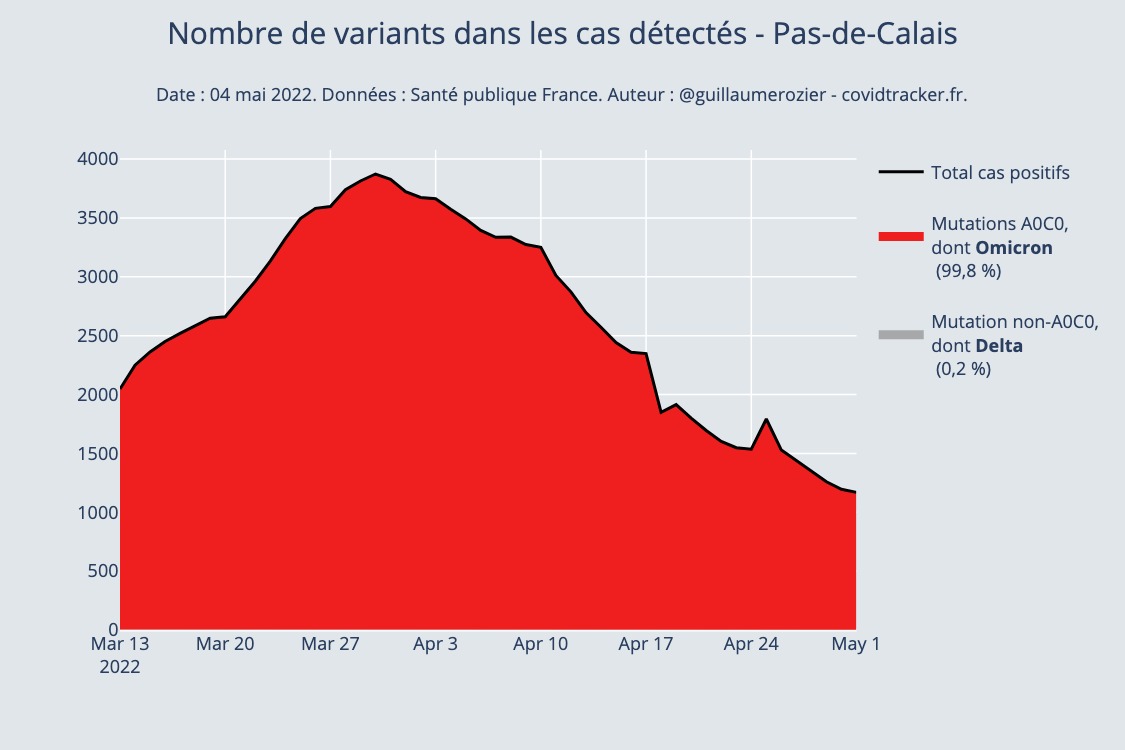 Nombre de variants dans les cas détectés - Pas-de-Calais
Date : 04 mai 2022. Données : Santé publique France. Auteur : @guillaumerozier - covidtracker.fr.
4000
3500
3000
2500
2000
1500
1000
500
0
Mar 13
2022
Mar 20
Mar 27
Apr 3
Apr 10
Apr 17
Apr 24
May 1
Total cas positifs
Mutations A0C0,
dont Omicron
(99,8 %)
Mutation non-A0C0,
dont Delta
(0,2 %)